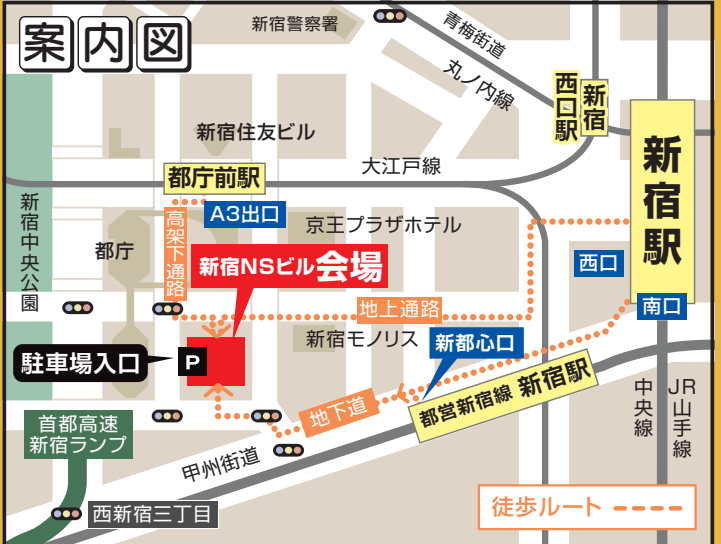 案内図
新宿警察署
青梅街道
丸ノ内線
新宿
西口駅
新宿住友ビル
大江戸線
都庁前駅
新宿駅
A3出口
高架下通路
京王プラザホテル
新宿中央公園
都庁
西口
新宿NSビル会場
地上通路
南口
新宿モノリス
新都心口
駐車場入口
P
都営新宿線 新宿駅
地下道
中央線
JR山手線
首都高速
新宿ランプ
甲州街道
西新宿三丁目
徒歩ルート